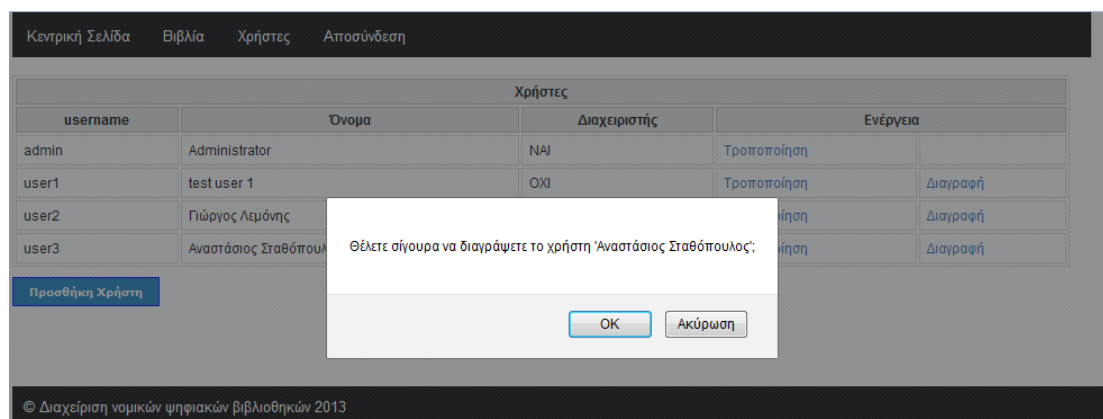 Κεντρική Σελίδα Βιβλία Χρήστες Αποσύνδεση
Χρήστες
username Όνομα Διαχειριστής Ενέργεια
admin Administrator ΝΑΙ Τροποποίηση
user1 test user 1 ΟΧΙ Τροποποίηση Διαγραφή
user2 Γιώργος Λεμόνης Διαγραφή
user3 Αναστάσιος Διαγραφή
Θέλετε σίγουρα να διαγράψετε το χρήστη 'Αναστάσιος Σταθόπουλος';
OK Ακύρωση
Προσθήκη Χρήστη
© Διαχείριση νομικών ψηφιακών βιβλιοθηκών 2013